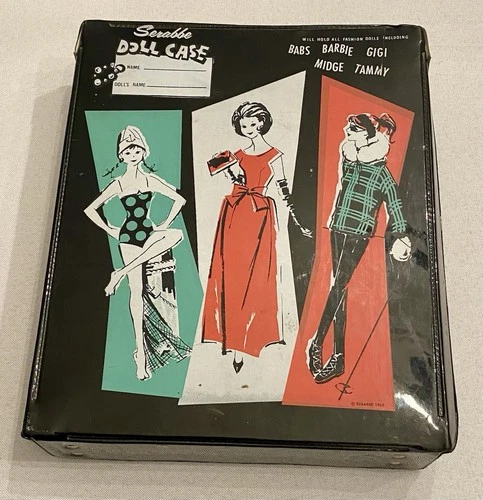 Serabbe
DOLL CASE
NAME
DOLL'S NAME
WILL HOLD ALL FASHION DOLLS INCLUDING
BABS BARBIE GIGI
MIDGE TAMMY